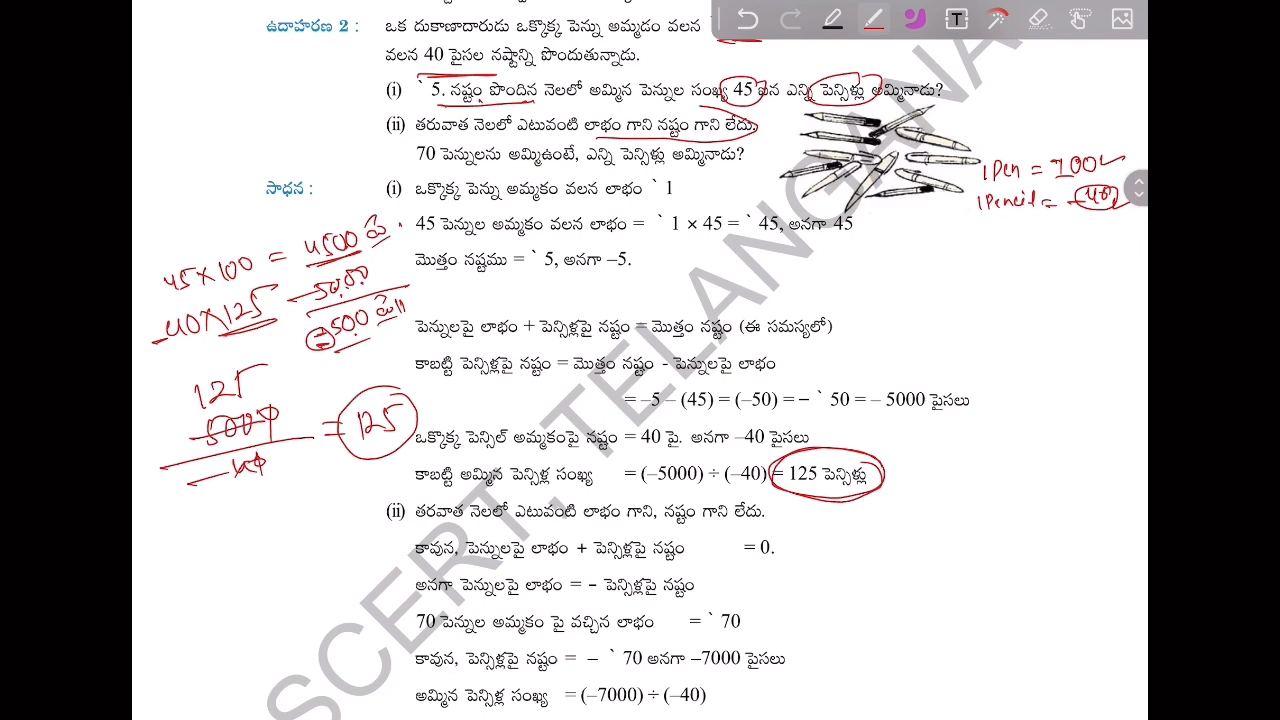 ఉదాహరణ 2 : ఒక దుకాణాదారుడు ఒక్కొక్క పెన్ను అమ్మడం వలన `
వలన 40 పైసల నష్టాన్ని పొందుతున్నాడు.
(i) ` 5. నష్టం పొందిన నెలలో అమ్మిన పెన్నుల సంఖ్య 45 ఐన ఎన్ని పెన్సిళ్లు అమ్మినాడు?
(ii) తరువాత నెలలో ఎటువంటి లాభం గాని నష్టం గాని లేదు.
70 పెన్నులను అమ్మిఉంటే, ఎన్ని పెన్సిళ్లు అమ్మినాడు?
1 Pen = 100
1 Pencil = -40
సాధన : (i) ఒక్కొక్క పెన్ను అమ్మకం వలన లాభం ` 1
45 పెన్నుల అమ్మకం వలన లాభం = ` 1 × 45 = ` 45, అనగా 45
మొత్తం నష్టము = ` 5, అనగా –5.
45 × 100 = 4500 పై.
-40 × 125 -5000
-500 పై॥
పెన్నులపై లాభం + పెన్సిళ్లపై నష్టం = మొత్తం నష్టం (ఈ సమస్యలో)
కాబట్టి పెన్సిళ్లపై నష్టం = మొత్తం నష్టం - పెన్నులపై లాభం
= –5 – (45) = (–50) = – ` 50 = – 5000 పైసలు
125
-5000
-40
= 125
ఒక్కొక్క పెన్సిల్ అమ్మకంపై నష్టం = 40 పై. అనగా –40 పైసలు
కాబట్టి అమ్మిన పెన్సిళ్ల సంఖ్య = (–5000) ÷ (–40) = 125 పెన్సిళ్లు
(ii) తరవాత నెలలో ఎటువంటి లాభం గాని, నష్టం గాని లేదు.
కావున, పెన్నులపై లాభం + పెన్సిళ్లపై నష్టం = 0.
అనగా పెన్నులపై లాభం = - పెన్సిళ్లపై నష్టం
70 పెన్నుల అమ్మకం పై వచ్చిన లాభం = ` 70
కావున, పెన్సిళ్లపై నష్టం = – ` 70 అనగా –7000 పైసలు
అమ్మిన పెన్సిళ్ల సంఖ్య = (–7000) ÷ (–40)
SCERT, TELANGANA